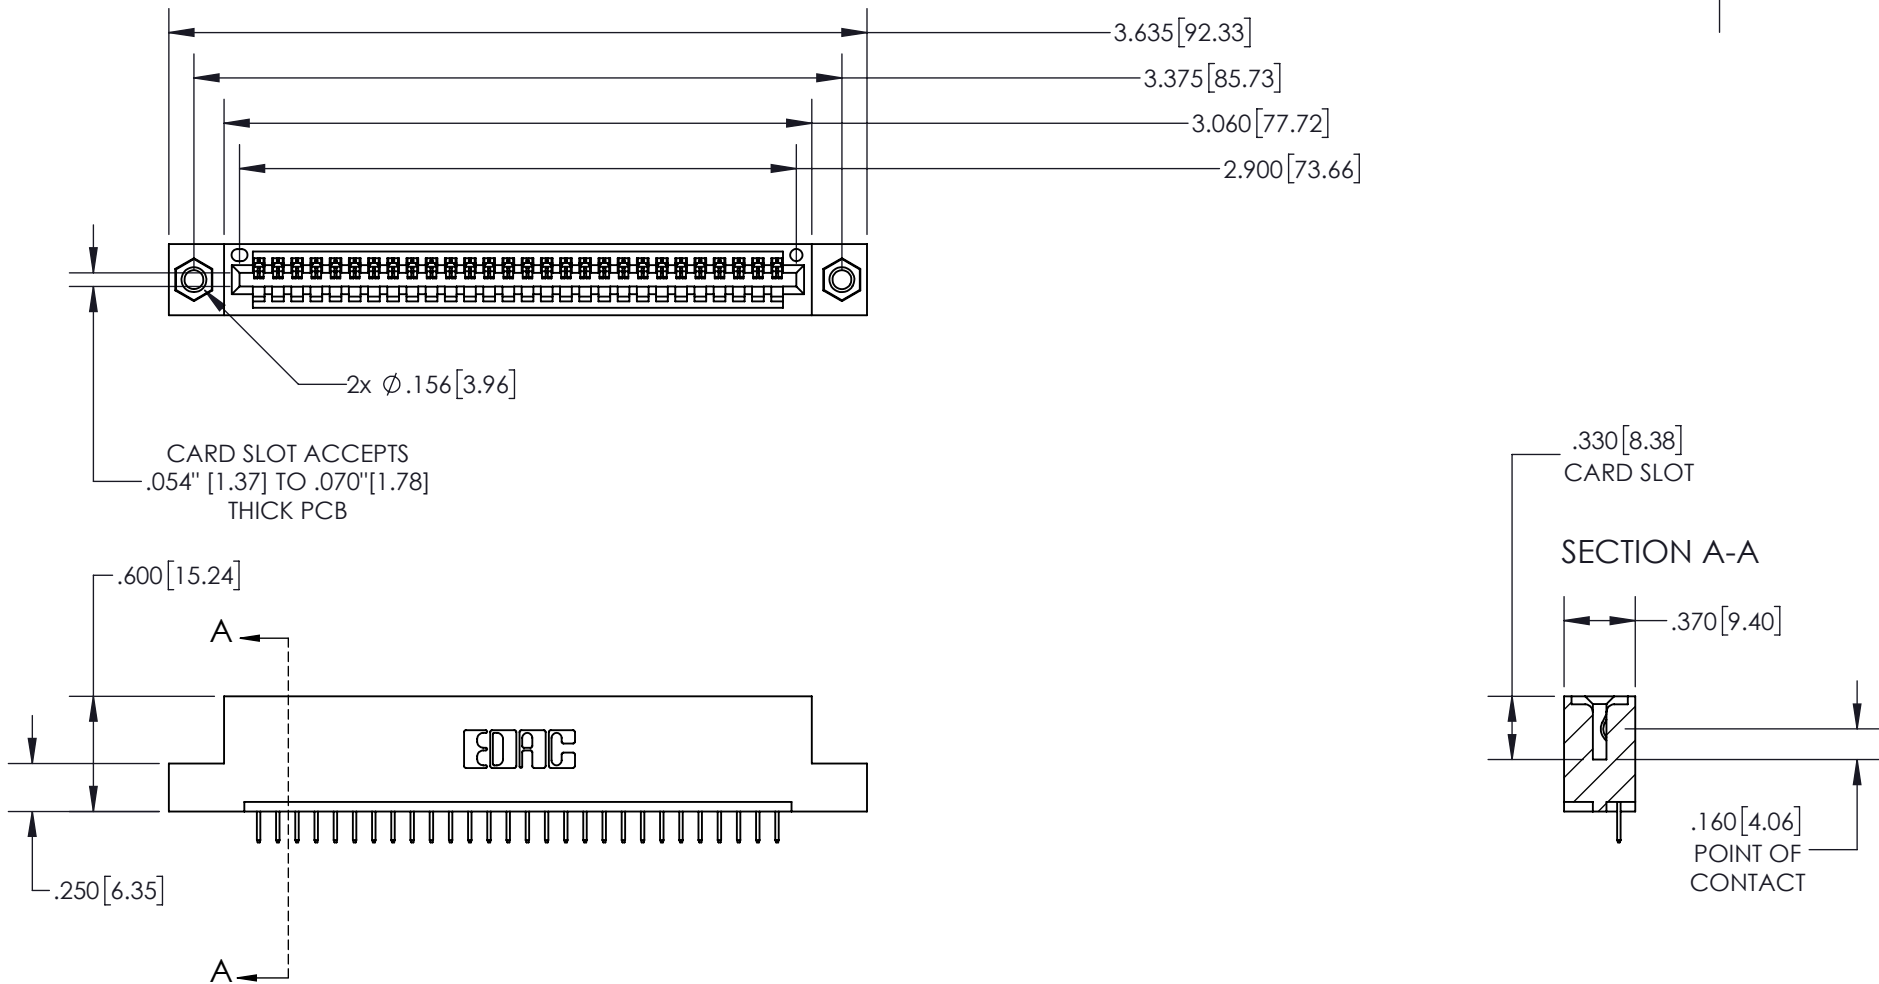 3.635[92.33]
3.375[85.73]
3.060[77.72]
2.900[73.66]
2x ∅.156[3.96]
CARD SLOT ACCEPTS
.054" [1.37] TO .070"[1.78]
THICK PCB
.330[8.38]
CARD SLOT
SECTION A-A
.600[15.24]
.370[9.40]
A
EDAC
.160[4.06]
POINT OF
CONTACT
.250[6.35]
A